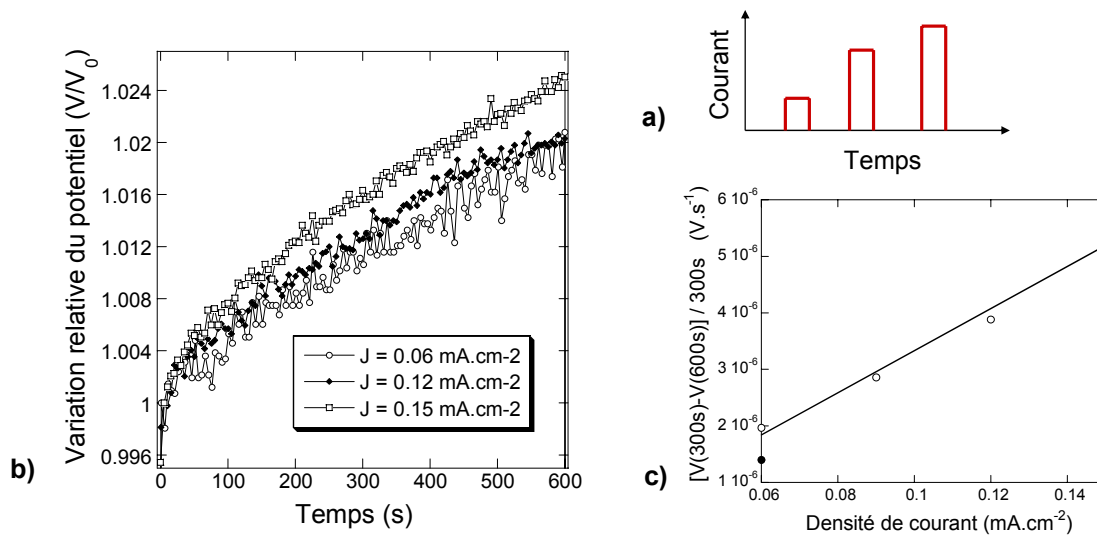 b)
Variation relative du potentiel (V/V0)
1.024
1.02
1.016
1.012
1.008
1.004
1
0.996
0 100 200 300 400 500 600
Temps (s)
J = 0.06 mA.cm-2
J = 0.12 mA.cm-2
J = 0.15 mA.cm-2
a)
Courant
Temps
c)
[V(300s)-V(600s)] / 300s (V.s-1)
6 10-6
5 10-6
4 10-6
3 10-6
2 10-6
1 10-6
0.06 0.08 0.1 0.12 0.14
Densité de courant (mA.cm-2)